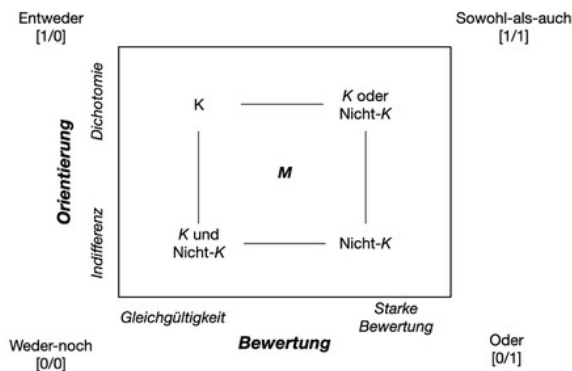 Entweder
[1/0]
Sowohl-als-auch
[1/1]
Orientierung
Dichotomie
Indifferenz
K
K oder
Nicht-K
M
K und
Nicht-K
Nicht-K
Gleichgültigkeit
Starke
Bewertung
Bewertung
Weder-noch
[0/0]
Oder
[0/1]